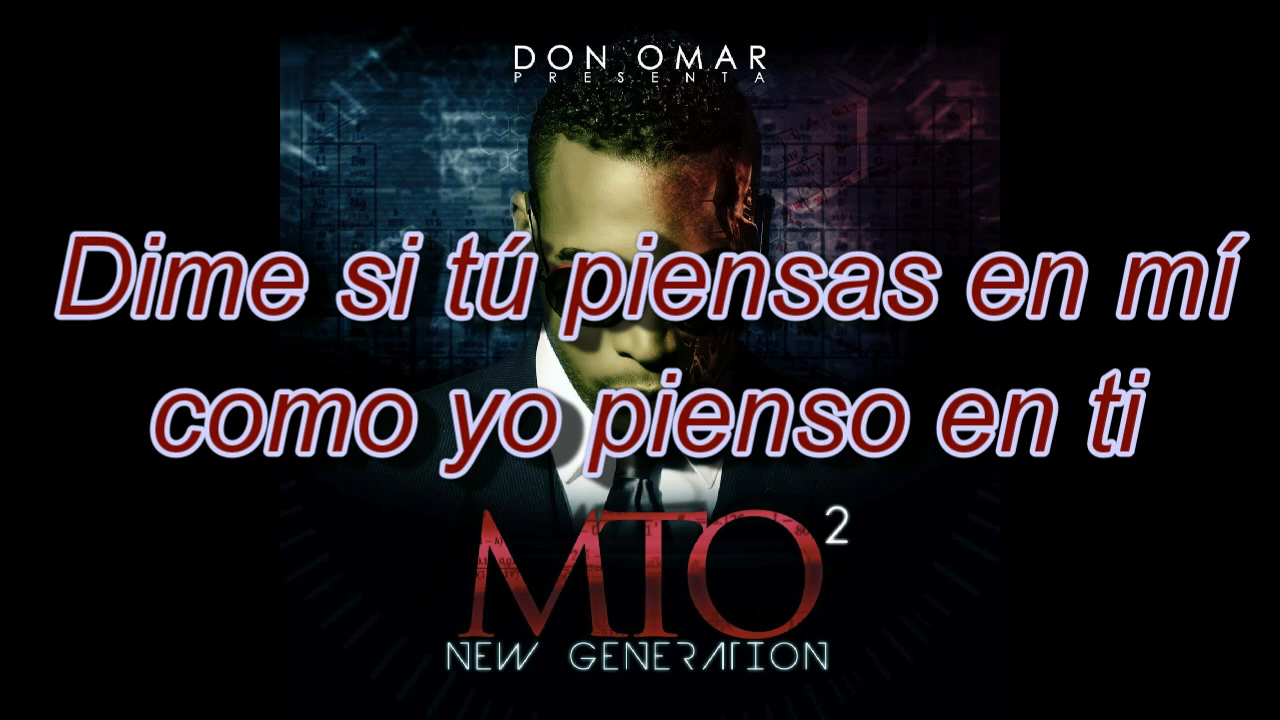 DON OMAR
PRESENTA
Dime si tú piensas en mí
como yo pienso en ti
MTO²
NEW GENERATION